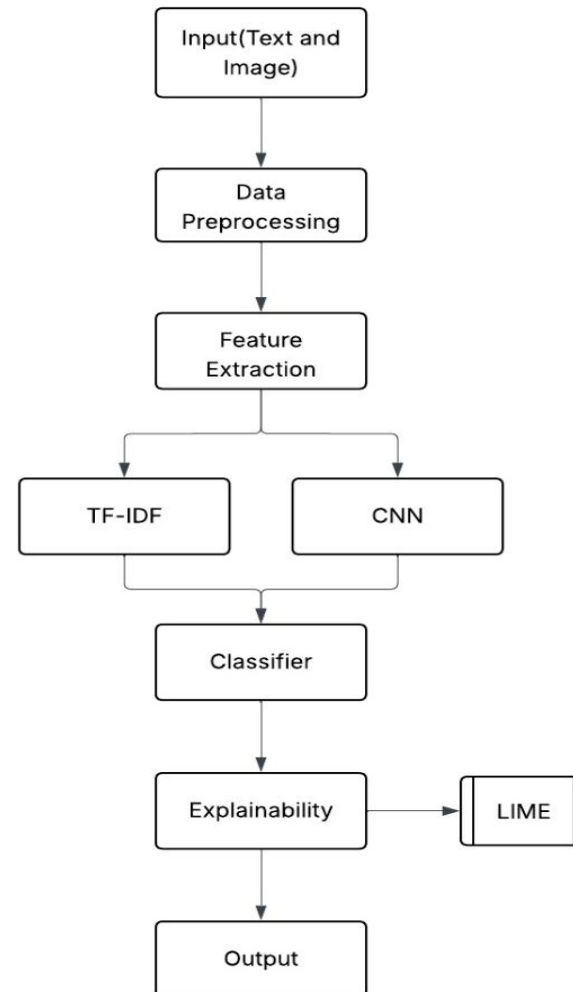 Input(Text and
Image)
Data
Preprocessing
Feature
Extraction
TF-IDF
CNN
Classifier
Explainability
LIME
Output